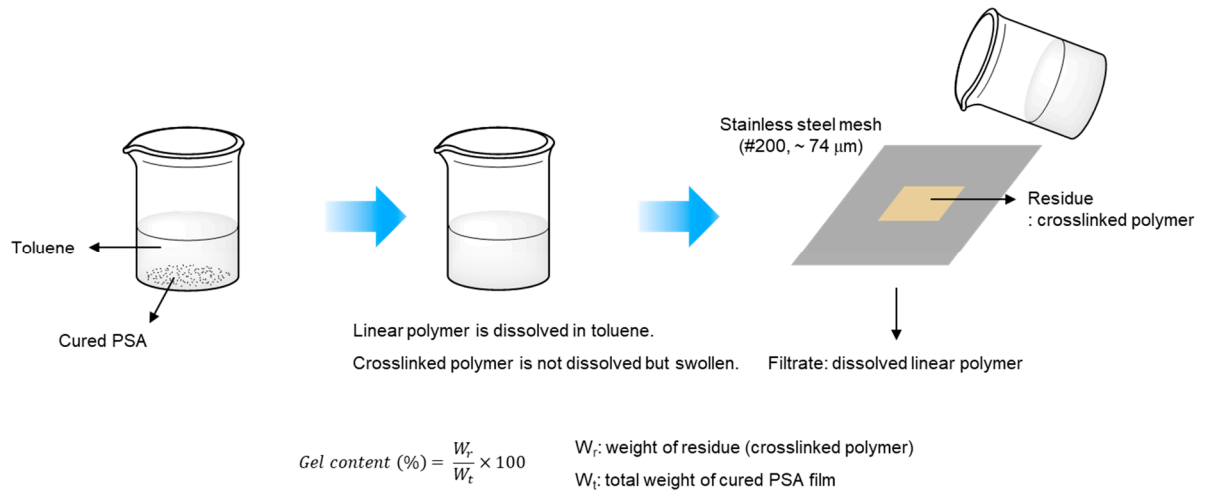 Stainless steel mesh
(#200, ~ 74 μm)
Toluene
Residue
: crosslinked polymer
Cured PSA
Linear polymer is dissolved in toluene.
Crosslinked polymer is not dissolved but swollen.
Filtrate: dissolved linear polymer
Gel content (%) = Wr/Wt × 100
Wr: weight of residue (crosslinked polymer)
Wt: total weight of cured PSA film